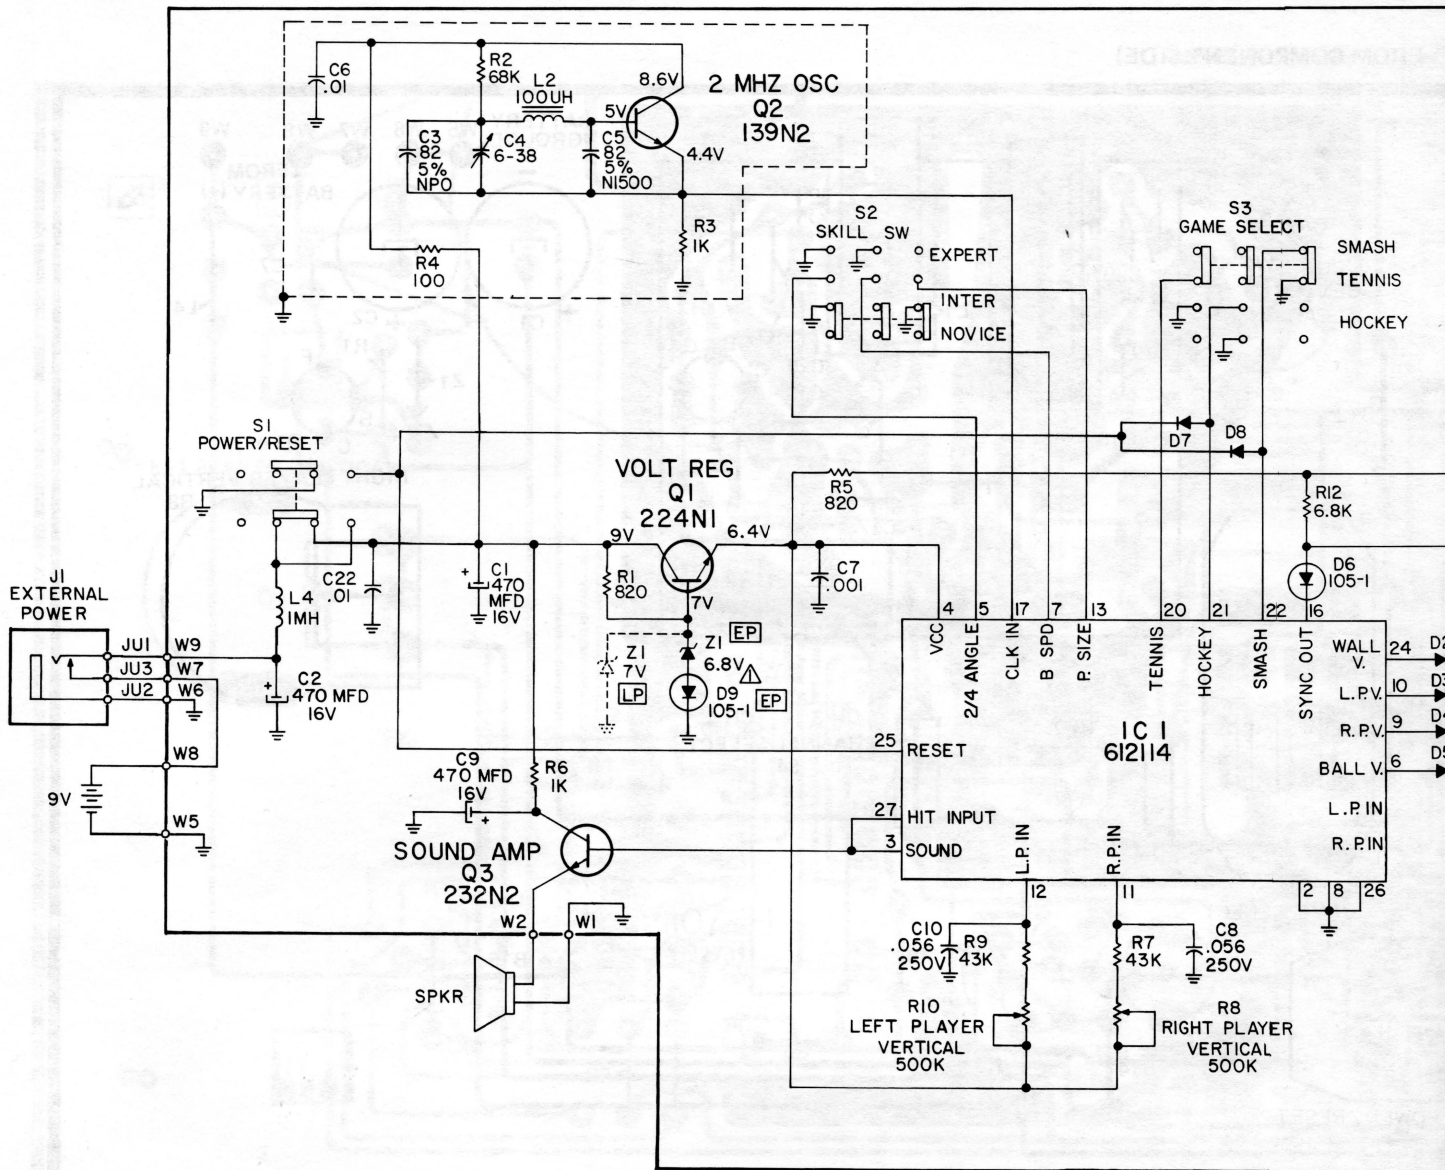 C6
.01
R2
68K
L2
100UH
8.6V
2 MHZ OSC
Q2
139N2
5V
4.4V
C3
82
5%
NPO
C4
6-38
C5
82
5%
N1500
R3
1K
R4
100
S2
SKILL SW
EXPERT
INTER
NOVICE
S3
GAME SELECT
SMASH
TENNIS
HOCKEY
D7
D8
S1
POWER/RESET
VOLT REG
Q1
224N1
9V
6.4V
7V
R5
820
R12
6.8K
D6
105-1
C7
.001
R1
820
C1
470
MFD
16V
C22
.01
L4
1MH
J1
EXTERNAL
POWER
JU1
W9
JU3
W7
JU2
W6
C2
470 MFD
16V
W8
9V
W5
Z1
7V
LP
Z1
6.8V
EP
D9
105-1
EP
4
5
17
7
13
20
21
22
16
VCC
2/4 ANGLE
CLK IN
B SPD
P. SIZE
TENNIS
HOCKEY
SMASH
SYNC OUT
WALL
V.
24
D2
L.P.V.
10
D3
R.P.V.
9
D4
BALL V.
6
D5
IC 1
612114
25
RESET
27
HIT INPUT
3
SOUND
L.P. IN
R.P. IN
L.P. IN
R.P. IN
12
11
2
8
26
C9
470 MFD
16V
R6
1K
SOUND AMP
Q3
232N2
W2
W1
SPKR
C10
.056
250V
R9
43K
R7
43K
C8
.056
250V
R10
LEFT PLAYER
VERTICAL
500K
R8
RIGHT PLAYER
VERTICAL
500K